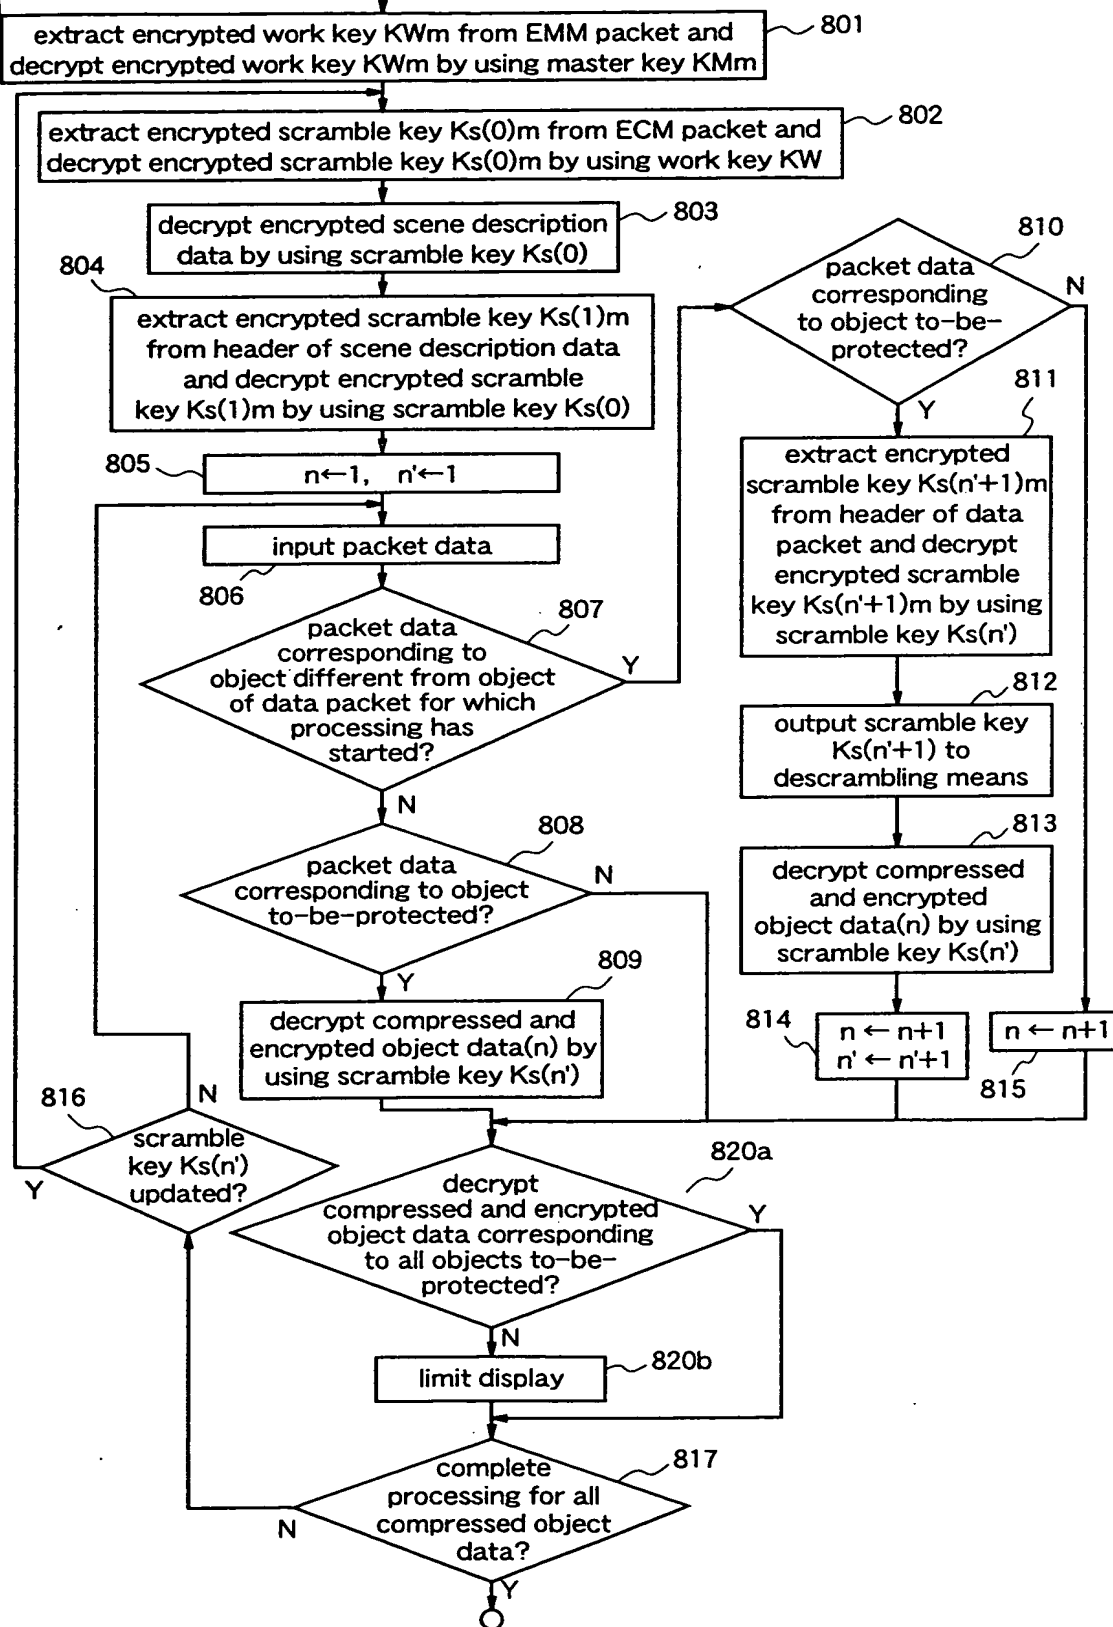 801
extract encrypted work key KWm from EMM packet and
decrypt encrypted work key KWm by using master key KMm
802
extract encrypted scramble key Ks(0)m from ECM packet and
decrypt encrypted scramble key Ks(0)m by using work key KW
803
decrypt encrypted scene description
data by using scramble key Ks(0)
804
extract encrypted scramble key Ks(1)m
from header of scene description data
and decrypt encrypted scramble
key Ks(1)m by using scramble key Ks(0)
805
n←1, n'←1
input packet data
806
807
packet data
corresponding to
object different from object
of data packet for which
processing has
started?
Y
N
808
packet data
corresponding to object
to-be-protected?
N
Y
809
decrypt compressed and
encrypted object data(n) by
using scramble key Ks(n')
810
packet data
corresponding
to object to-be-
protected?
N
Y
811
extract encrypted
scramble key Ks(n'+1)m
from header of data
packet and decrypt
encrypted scramble
key Ks(n'+1)m by using
scramble key Ks(n')
812
output scramble key
Ks(n'+1) to
descrambling means
813
decrypt compressed
and encrypted
object data(n) by using
scramble key Ks(n')
814
n ← n+1
n' ← n'+1
n ← n+1
815
816
N
scramble
key Ks(n')
updated?
Y
820a
decrypt
compressed and encrypted
object data corresponding
to all objects to-be-
protected?
Y
N
820b
limit display
817
complete
processing for all
compressed object
data?
N
Y